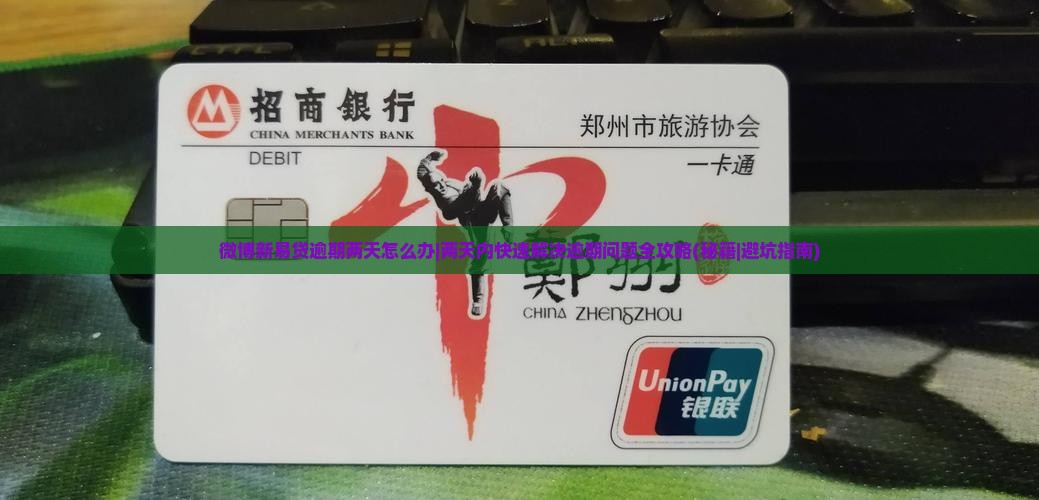 招商銀行
CHINA MERCHANTS BANK
DEBIT
郑州市旅游协会
一卡通
微博新易贷逾期两天怎么办|两天内快速解决逾期问题全攻略(秘籍|避坑指南)
鄭州
CHINA ZHENGZHOU
UnionPay
银联